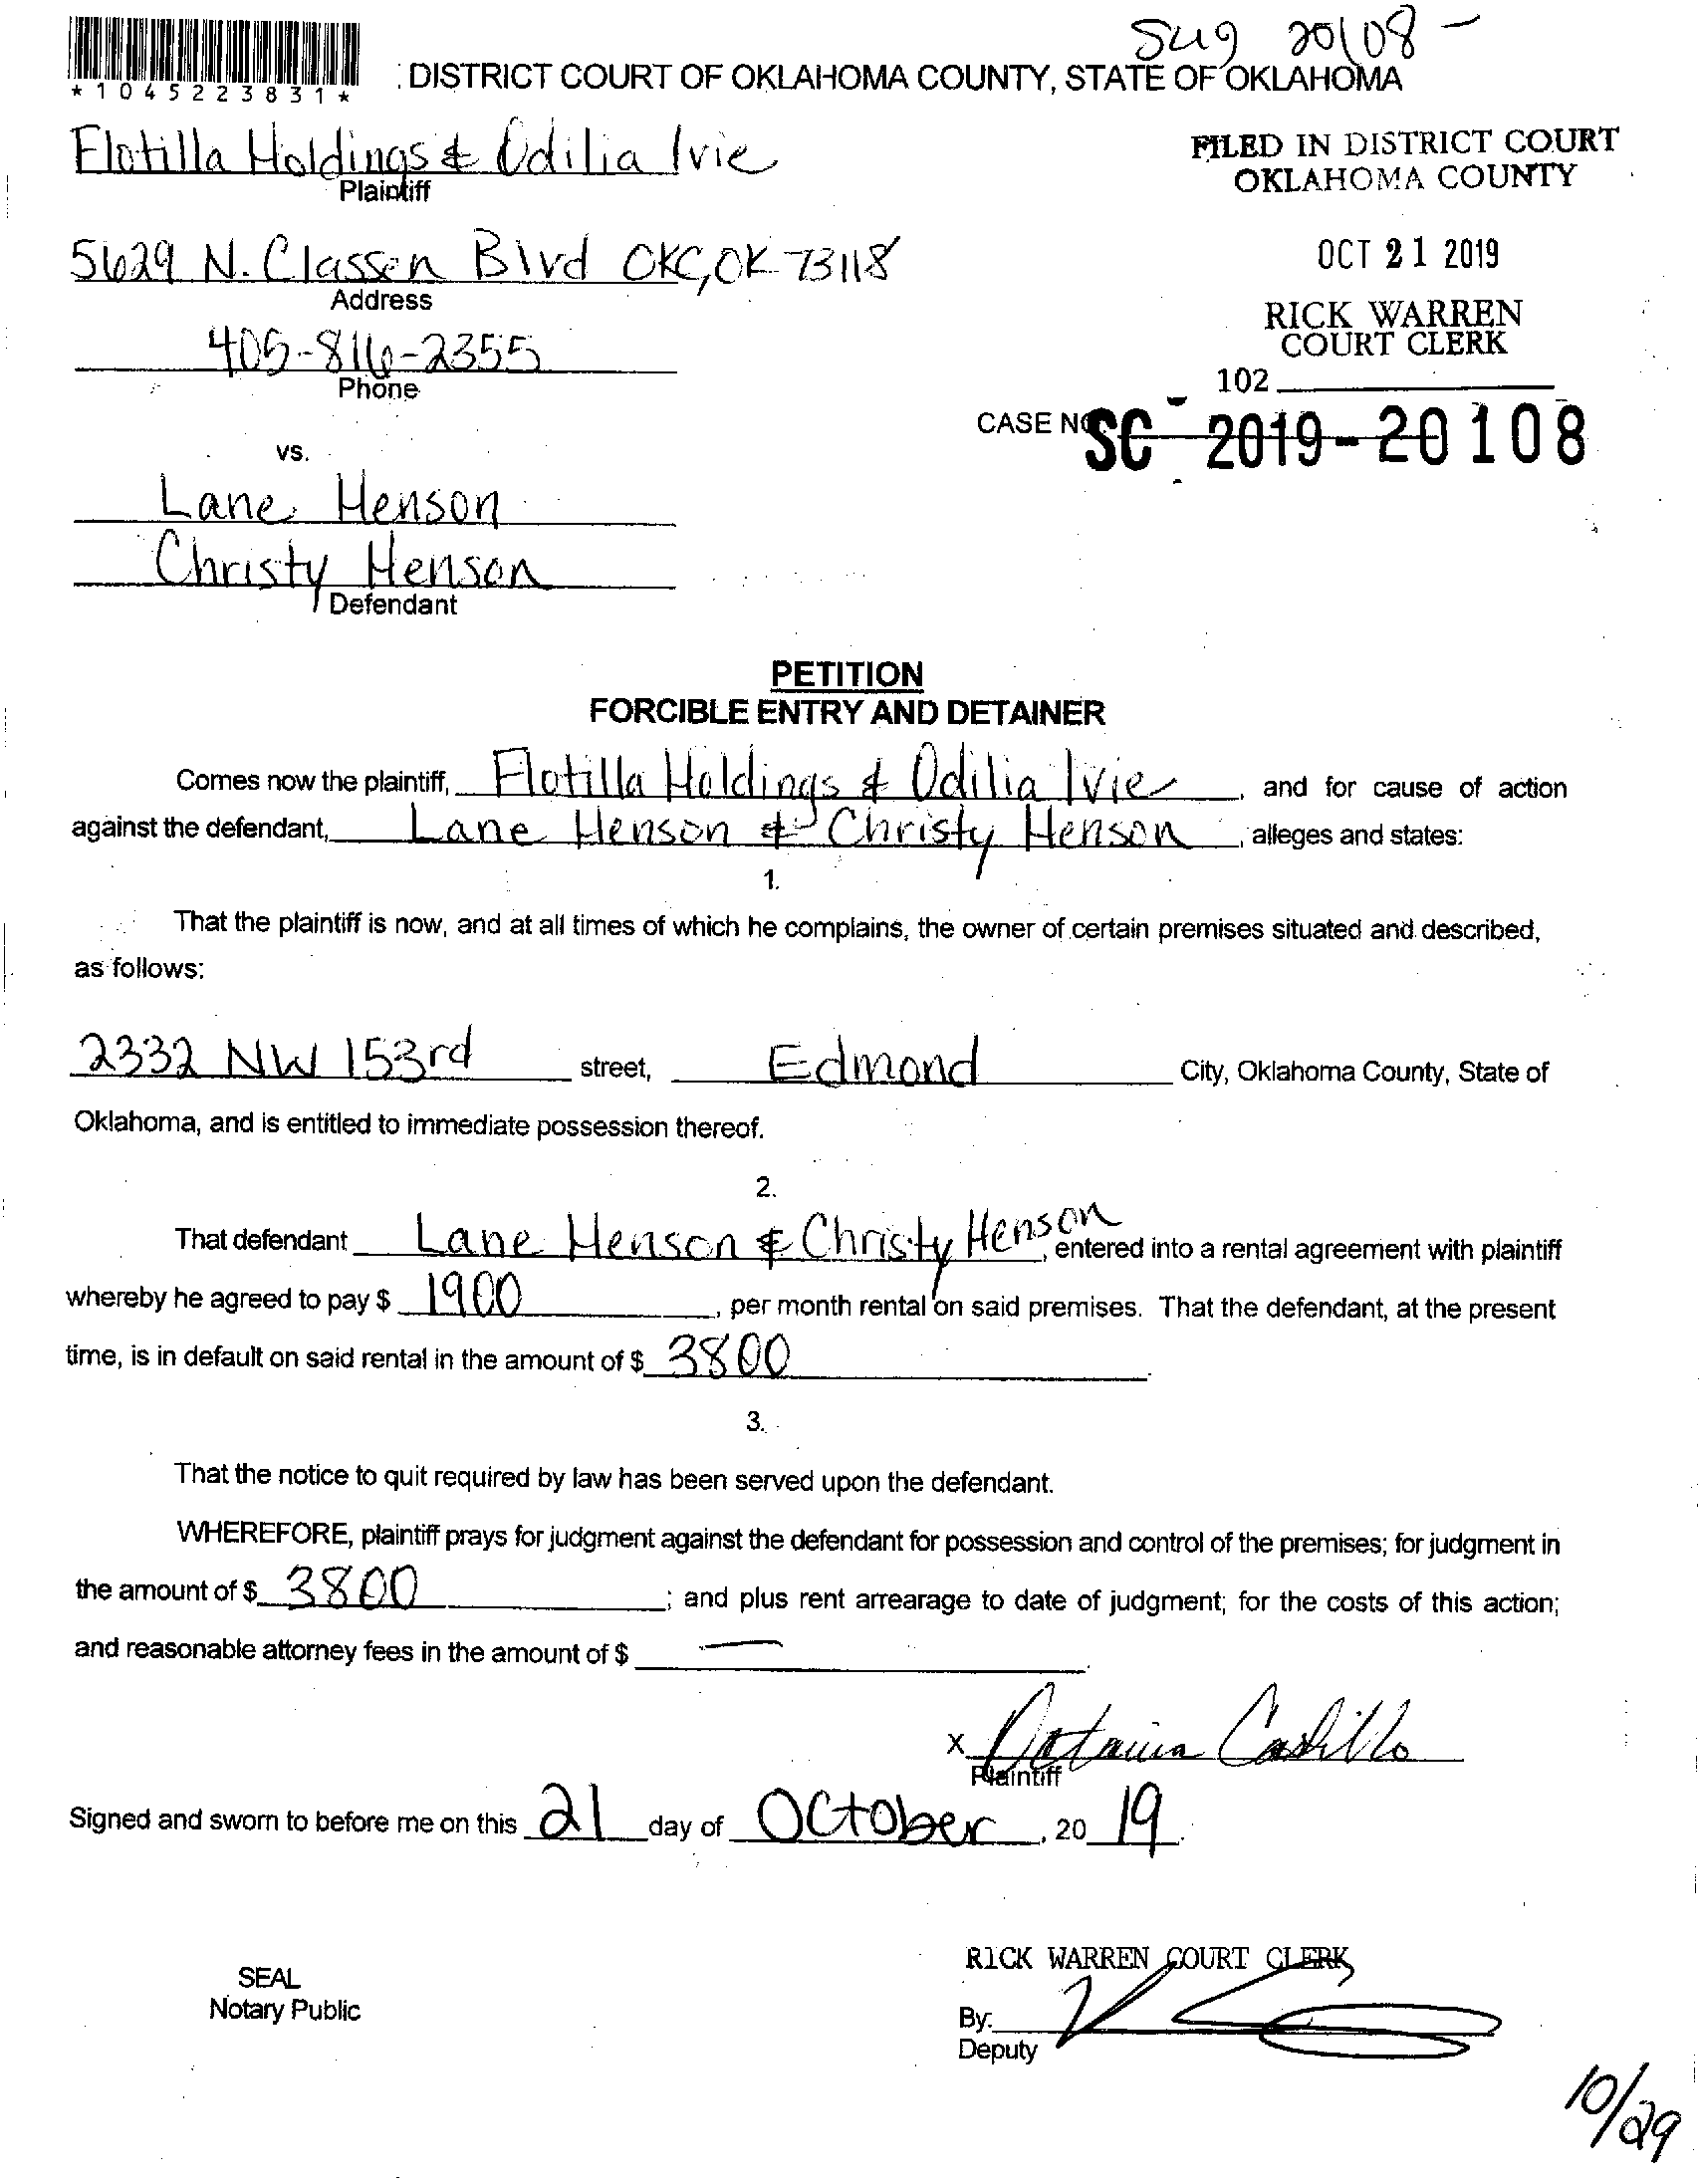 Sug 20108 -
*1045223831*
DISTRICT COURT OF OKLAHOMA COUNTY, STATE OF OKLAHOMA
Flotilla Holdings & Odilia Ivie
Plaintiff
FILED IN DISTRICT COURT
OKLAHOMA COUNTY
5629 N. Classen Blvd OKC, OK 73118
Address
OCT 21 2019
405-816-2355
Phone
RICK WARREN
COURT CLERK
102
CASE NO. SC - 2019-20108
vs.
Lane Henson
Christy Henson
Defendant
PETITION
FORCIBLE ENTRY AND DETAINER
Comes now the plaintiff, Flotilla Holdings & Odilia Ivie, and for cause of action
against the defendant, Lane Henson & Christy Henson, alleges and states:
1.
That the plaintiff is now, and at all times of which he complains, the owner of certain premises situated and described,
as follows:
2332 NW 153rd street, Edmond City, Oklahoma County, State of
Oklahoma, and is entitled to immediate possession thereof.
2.
That defendant Lane Henson & Christy Henson, entered into a rental agreement with plaintiff
whereby he agreed to pay $ 1900, per month rental on said premises. That the defendant, at the present
time, is in default on said rental in the amount of $ 3800.
3.
That the notice to quit required by law has been served upon the defendant.
WHEREFORE, plaintiff prays for judgment against the defendant for possession and control of the premises; for judgment in
the amount of $ 3800; and plus rent arrearage to date of judgment; for the costs of this action;
and reasonable attorney fees in the amount of $ —.
X Castillo
Plaintiff
Signed and sworn to before me on this 21 day of October, 20 19.
RICK WARREN COURT CLERK
SEAL
Notary Public
By:
Deputy
10/29